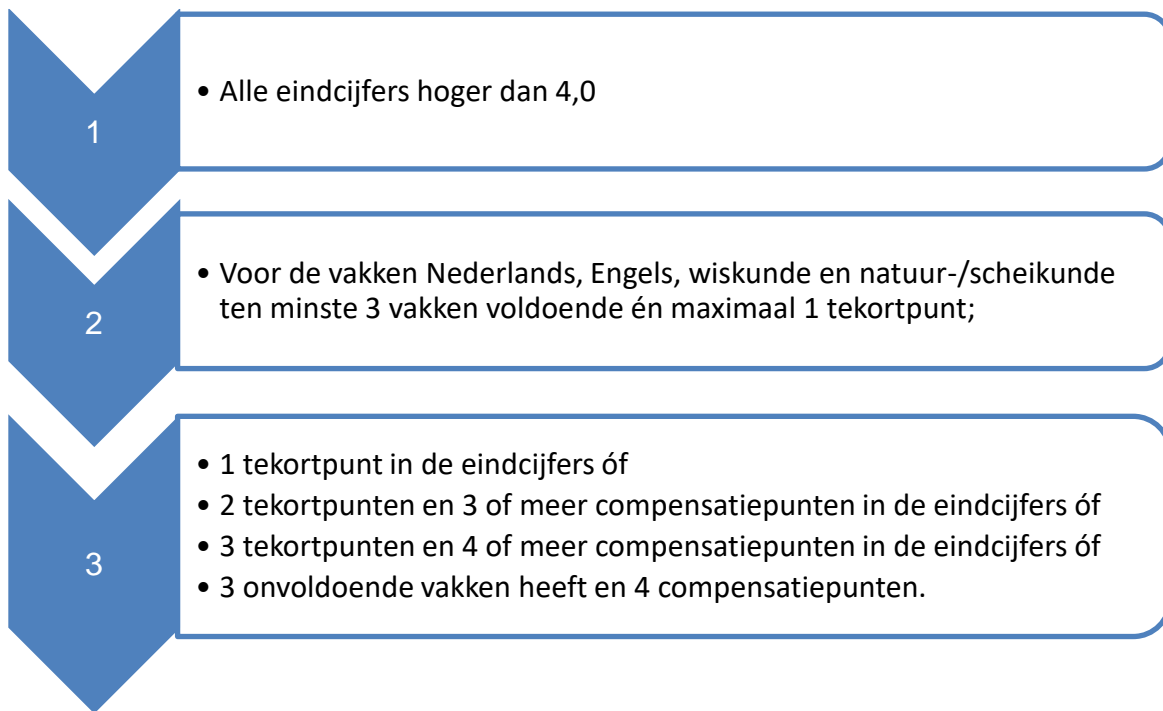 1
• Alle eindcijfers hoger dan 4,0
2
• Voor de vakken Nederlands, Engels, wiskunde en natuur-/scheikunde
ten minste 3 vakken voldoende én maximaal 1 tekortpunt;
3
• 1 tekortpunt in de eindcijfers óf
• 2 tekortpunten en 3 of meer compensatiepunten in de eindcijfers óf
• 3 tekortpunten en 4 of meer compensatiepunten in de eindcijfers óf
• 3 onvoldoende vakken heeft en 4 compensatiepunten.